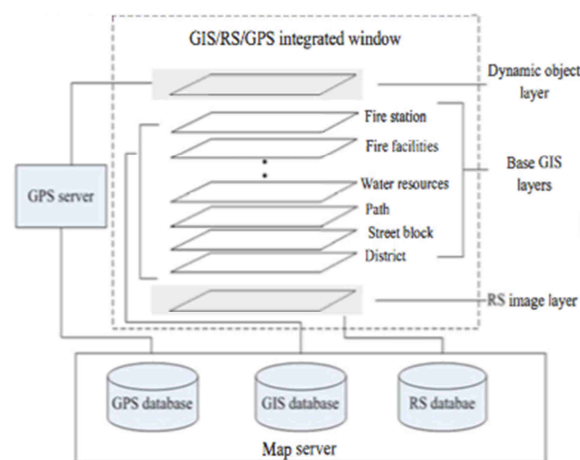 GIS/RS/GPS integrated window
Dynamic object
layer
Fire station
Fire facilities
Base GIS
layers
GPS server
Water resources
Path
Street block
District
RS image layer
GPS database
GIS database
RS databae
Map server